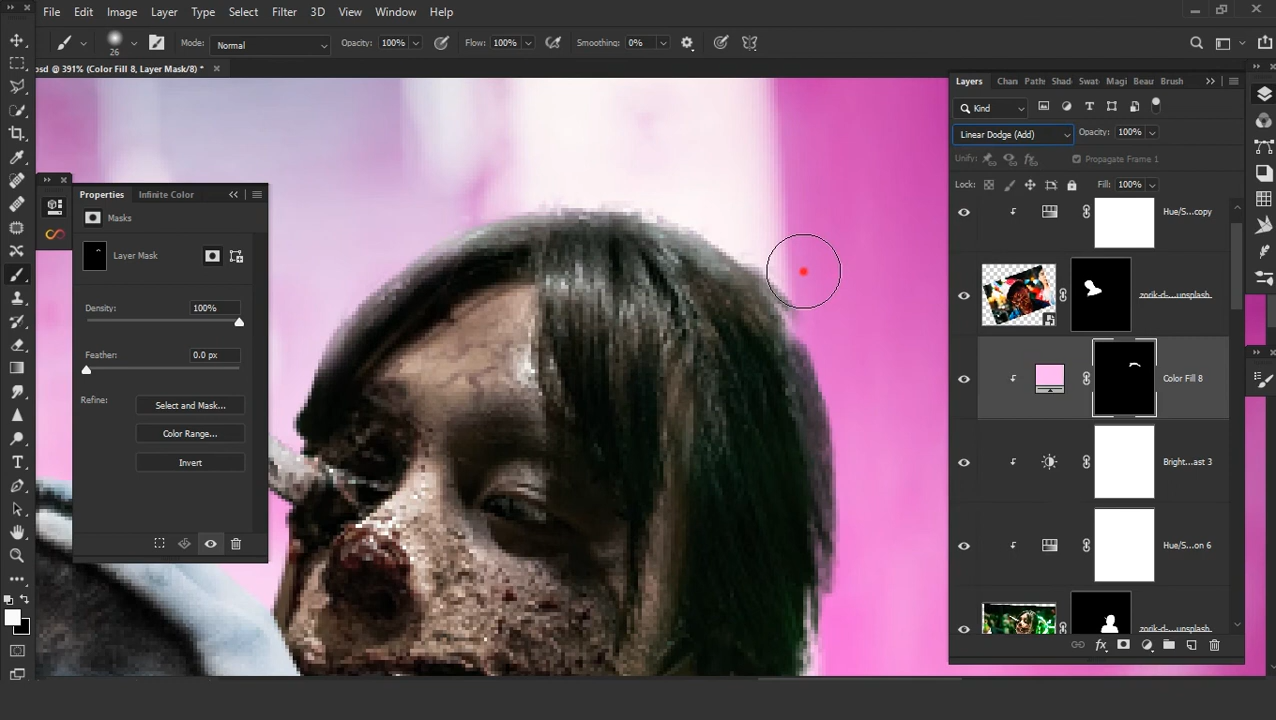 File Edit Image Layer Type Select Filter 3D View Window Help
26 Mode: Normal Opacity: 100% Flow: 100% Smoothing: 0%
psd @ 391% (Color Fill 8, Layer Mask/8) *
Layers Chan Path Shad Swat Magi Beau Brush
Kind
Linear Dodge (Add) Opacity: 100%
Unify: Propagate Frame 1
Lock: Fill: 100%
Properties Infinite Color
Masks
Layer Mask
Density: 100%
Feather: 0.0 px
Refine: Select and Mask...
Color Range...
Invert
Hue/S...copy
zorik-d-...unsplash
Color Fill 8
Bright...ast 3
Hue/S...on 6
zorik-d-...unsplash